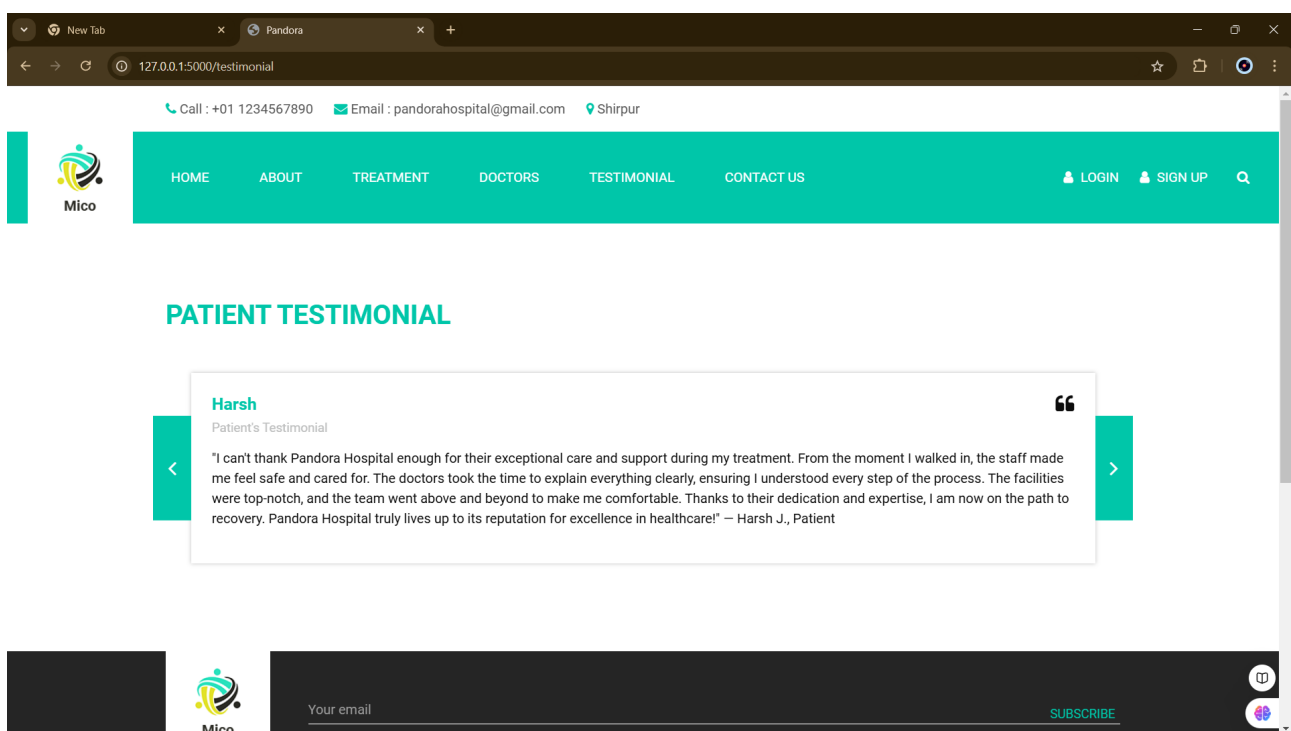 New Tab
Pandora
127.0.0.1:5000/testimonial
Call : +01 1234567890 Email : pandorahospital@gmail.com Shirpur
Mico
HOME ABOUT TREATMENT DOCTORS TESTIMONIAL CONTACT US LOGIN SIGN UP
PATIENT TESTIMONIAL
Harsh
Patient's Testimonial
"I can't thank Pandora Hospital enough for their exceptional care and support during my treatment. From the moment I walked in, the staff made
me feel safe and cared for. The doctors took the time to explain everything clearly, ensuring I understood every step of the process. The facilities
were top-notch, and the team went above and beyond to make me comfortable. Thanks to their dedication and expertise, I am now on the path to
recovery. Pandora Hospital truly lives up to its reputation for excellence in healthcare!" — Harsh J., Patient
Mico
Your email
SUBSCRIBE